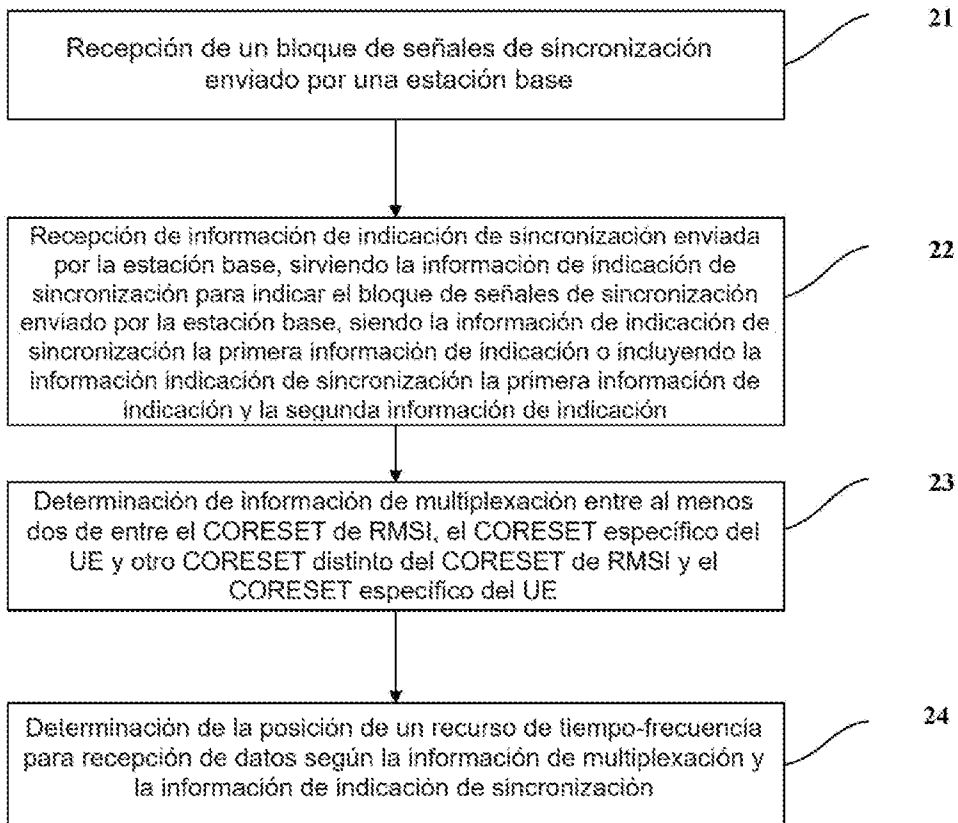 Recepción de un bloque de señales de sincronización
enviado por una estación base
21
Recepción de información de indicación de sincronización enviada
por la estación base, sirviendo la información de indicación de
sincronización para indicar el bloque de señales de sincronización
enviado por la estación base, siendo la información de indicación de
sincronización la primera información de indicación o incluyendo la
información indicación de sincronización la primera información de
indicación y la segunda información de indicación
22
Determinación de información de multiplexación entre al menos
dos de entre el CORESET de RMSI, el CORESET específico del
UE y otro CORESET distinto del CORESET de RMSI y el
CORESET específico del UE
23
Determinación de la posición de un recurso de tiempo-frecuencia
para recepción de datos según la información de multiplexación y
la información de indicación de sincronización
24